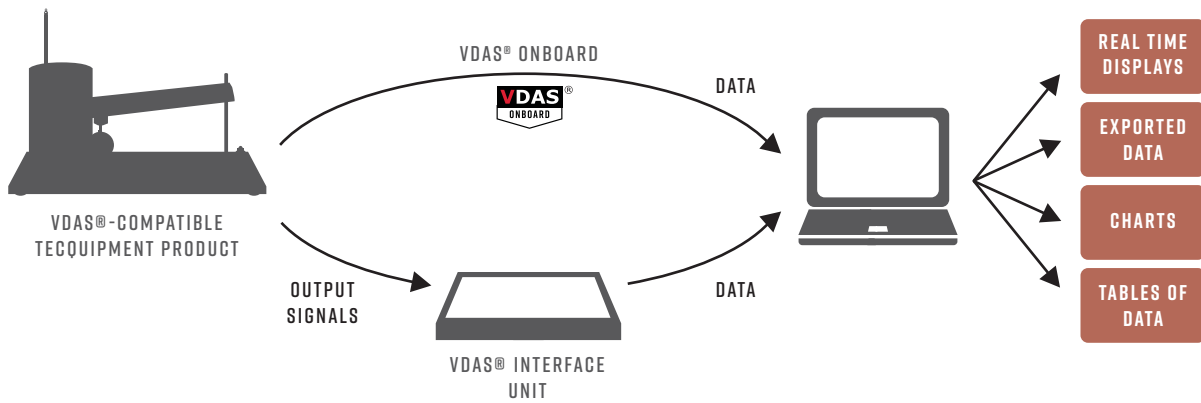 VDAS® ONBOARD
VDAS®
ONBOARD
DATA
VDAS®-COMPATIBLE
TECQUIPMENT PRODUCT
OUTPUT
SIGNALS
VDAS® INTERFACE
UNIT
DATA
REAL TIME
DISPLAYS
EXPORTED
DATA
CHARTS
TABLES OF
DATA